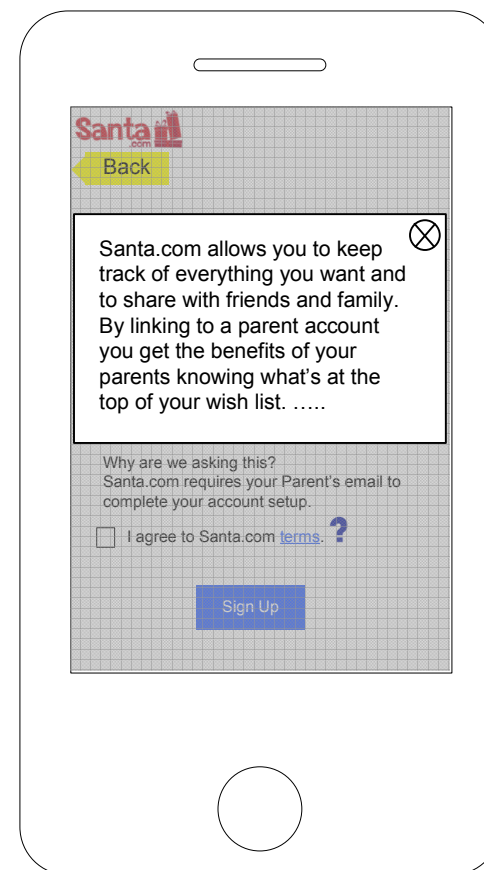 Santa
.com
Back
Santa.com allows you to keep
track of everything you want and
to share with friends and family.
By linking to a parent account
you get the benefits of your
parents knowing what's at the
top of your wish list. …..
Why are we asking this?
Santa.com requires your Parent's email to
complete your account setup.
I agree to Santa.com terms. ?
Sign Up